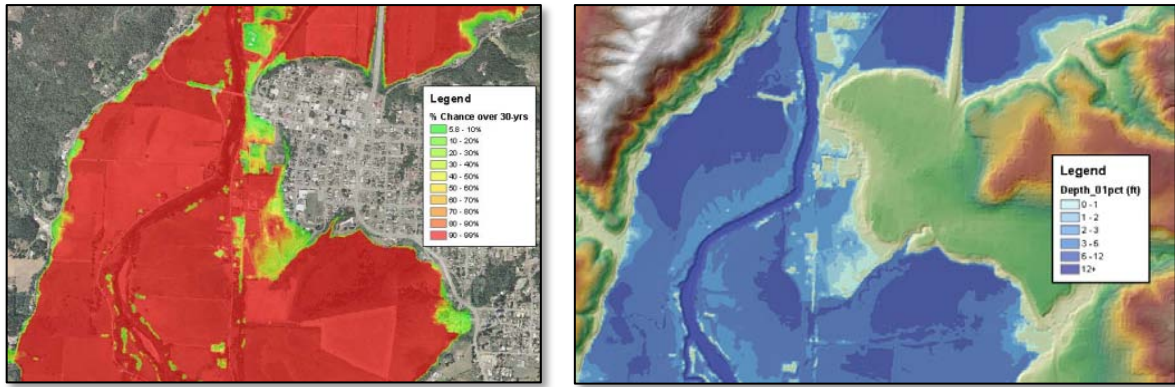 Legend
% Chance over 30-yrs
5.8 - 10%
10 - 20%
20 - 30%
30 - 40%
40 - 50%
50 - 60%
60 - 70%
70 - 80%
80 - 90%
90 - 99%
Legend
Depth_01pct (ft)
0 - 1
1 - 2
2 - 3
3 - 6
6 - 12
12+